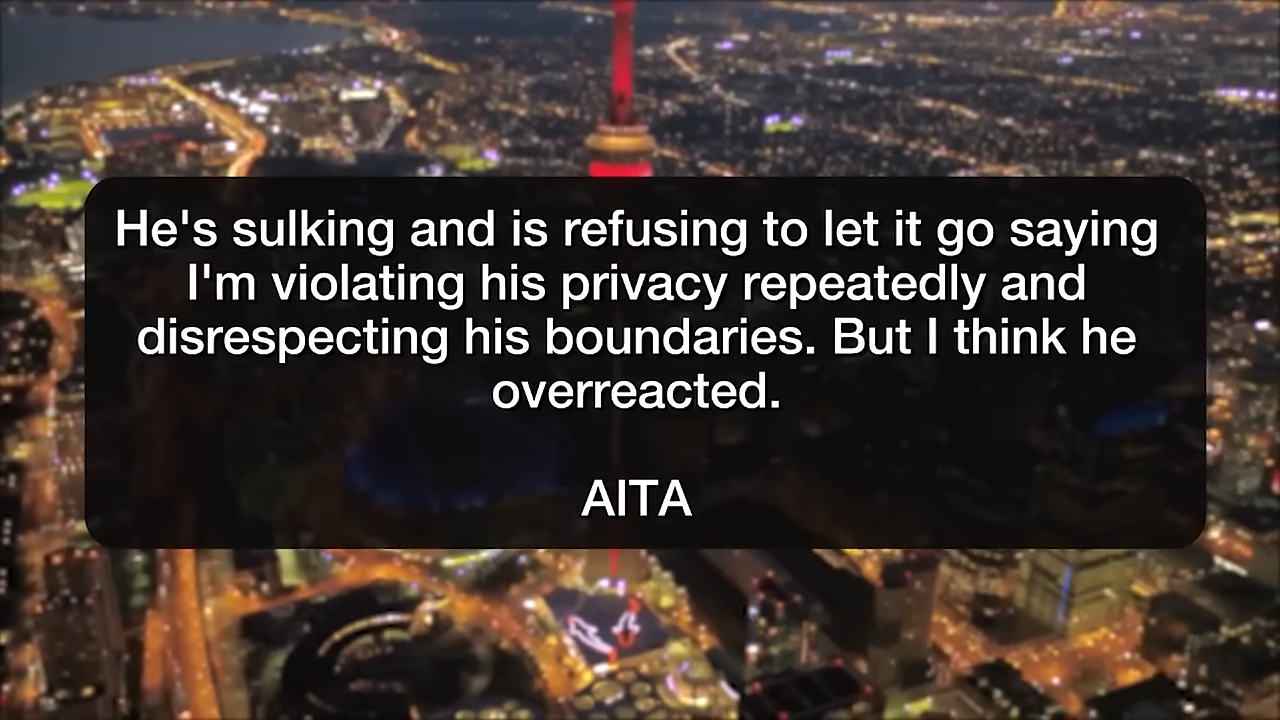 He's sulking and is refusing to let it go saying
I'm violating his privacy repeatedly and
disrespecting his boundaries. But I think he
overreacted.
AITA